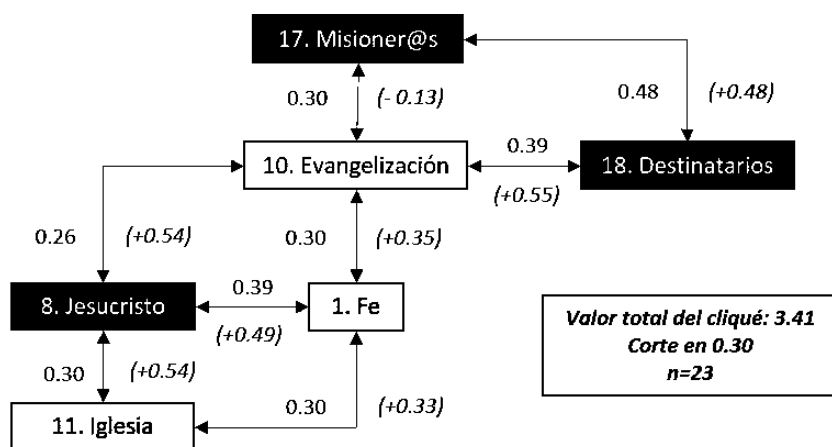 17. Misioner@s
0.30 (- 0.13)
0.48 (+0.48)
10. Evangelización
0.39
(+0.55)
18. Destinatarios
0.26 (+0.54)
0.30 (+0.35)
8. Jesucristo
0.39
(+0.49)
1. Fe
0.30 (+0.54)
0.30 (+0.33)
11. Iglesia
Valor total del cliqué: 3.41
Corte en 0.30
n=23